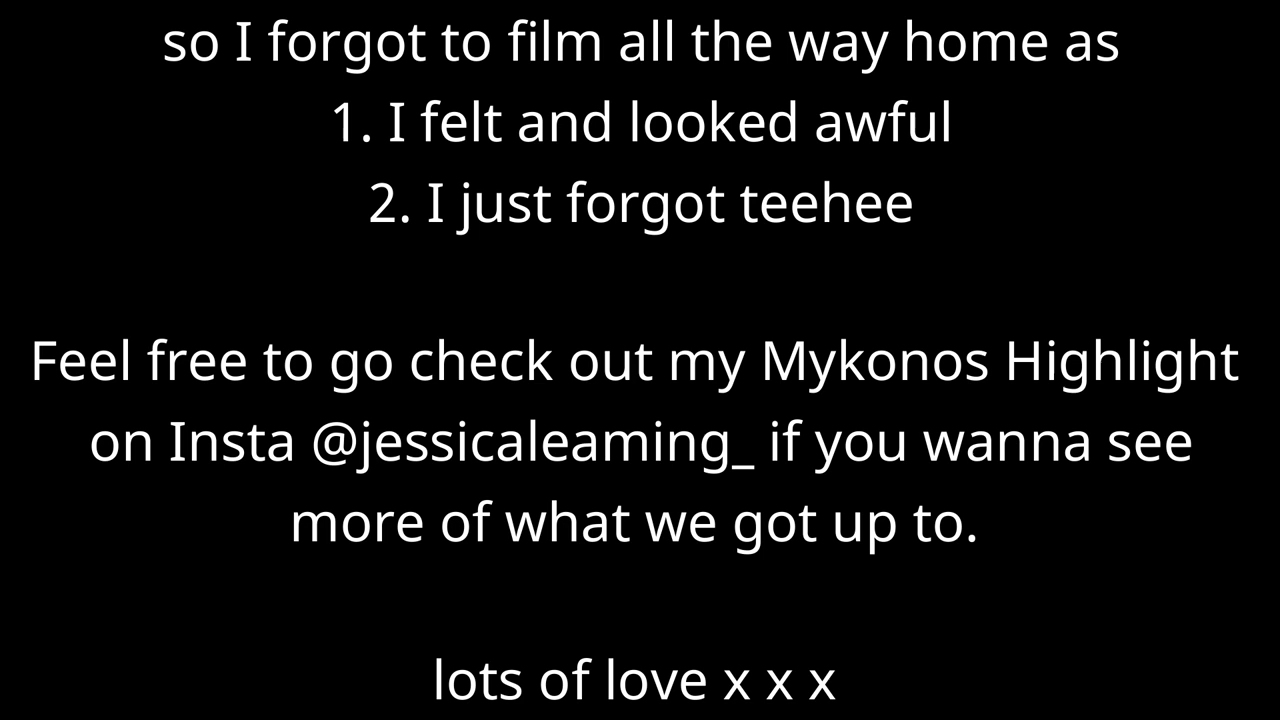 so I forgot to film all the way home as
1. I felt and looked awful
2. I just forgot teehee
Feel free to go check out my Mykonos Highlight
on Insta @jessicaleaming_ if you wanna see
more of what we got up to.
lots of love x x x